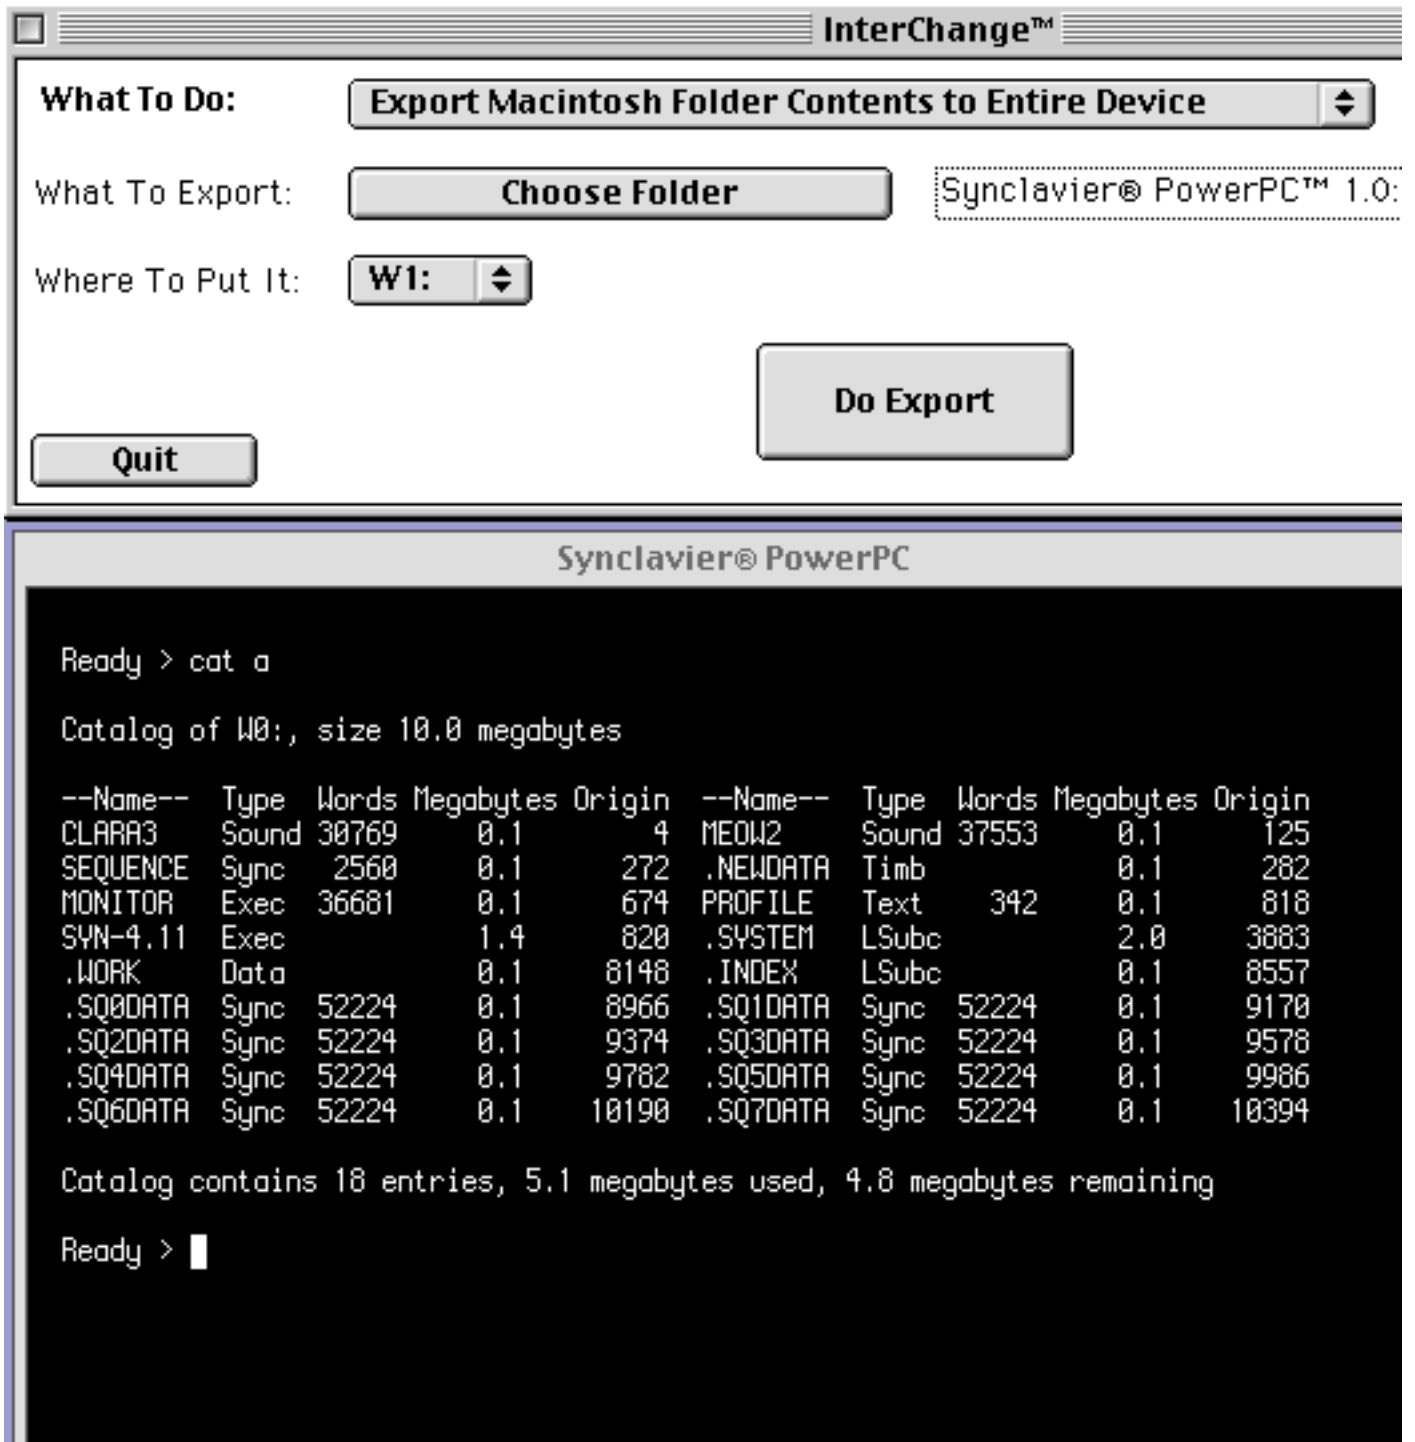 InterChange™
What To Do: Export Macintosh Folder Contents to Entire Device
What To Export: Choose Folder Synclavier® PowerPC™ 1.0:
Where To Put It: W1:
Do Export
Quit
Synclavier® PowerPC
Ready > cat a
Catalog of W0:, size 10.0 megabytes
--Name-- Type Words Megabytes Origin --Name-- Type Words Megabytes Origin
CLARA3 Sound 30769 0.1 4 MEOW2 Sound 37553 0.1 125
SEQUENCE Sync 2560 0.1 272 .NEWDATA Timb 0.1 282
MONITOR Exec 36681 0.1 674 PROFILE Text 342 0.1 818
SYN-4.11 Exec 1.4 820 .SYSTEM LSubc 2.0 3883
.WORK Data 0.1 8148 .INDEX LSubc 0.1 8557
.SQ0DATA Sync 52224 0.1 8966 .SQ1DATA Sync 52224 0.1 9170
.SQ2DATA Sync 52224 0.1 9374 .SQ3DATA Sync 52224 0.1 9578
.SQ4DATA Sync 52224 0.1 9782 .SQ5DATA Sync 52224 0.1 9986
.SQ6DATA Sync 52224 0.1 10190 .SQ7DATA Sync 52224 0.1 10394
Catalog contains 18 entries, 5.1 megabytes used, 4.8 megabytes remaining
Ready >